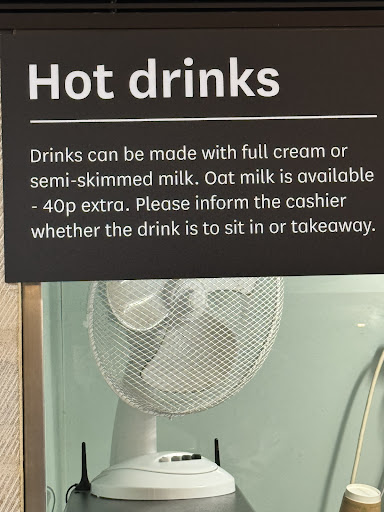 Hot drinks
Drinks can be made with full cream or
semi-skimmed milk. Oat milk is available
- 40p extra. Please inform the cashier
whether the drink is to sit in or takeaway.